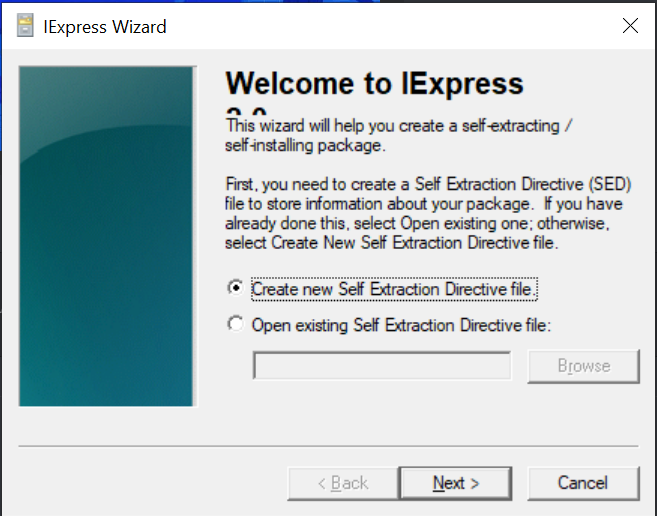 IExpress Wizard
Welcome to IExpress
2.0
This wizard will help you create a self-extracting /
self-installing package.
First, you need to create a Self Extraction Directive (SED)
file to store information about your package.  If you have
already done this, select Open existing one; otherwise,
select Create New Self Extraction Directive file.
Create new Self Extraction Directive file.
Open existing Self Extraction Directive file:
Browse
< Back
Next >
Cancel